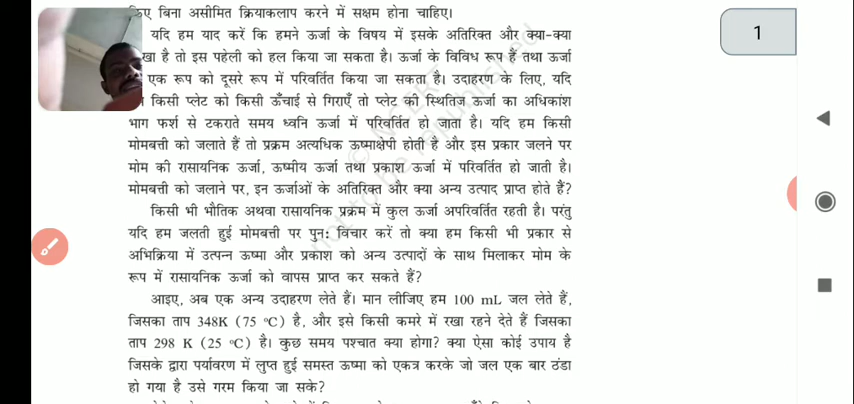 किए बिना असीमित क्रियाकलाप करने में सक्षम होना चाहिए।
यदि हम याद करें कि हमने ऊर्जा के विषय में इसके अतिरिक्त और क्या-क्या
है तो इस पहेली को हल किया जा सकता है। ऊर्जा के विविध रूप हैं तथा ऊर्जा
एक रूप को दूसरे रूप में परिवर्तित किया जा सकता है। उदाहरण के लिए, यदि
किसी प्लेट को किसी ऊँचाई से गिराएँ तो प्लेट की स्थितिज ऊर्जा का अधिकांश
भाग फर्श से टकराते समय ध्वनि ऊर्जा में परिवर्तित हो जाता है। यदि हम किसी
मोमबत्ती को जलाते हैं तो प्रक्रम अत्यधिक ऊष्माक्षेपी होती है और इस प्रकार जलने पर
मोम की रासायनिक ऊर्जा, ऊष्मीय ऊर्जा तथा प्रकाश ऊर्जा में परिवर्तित हो जाती है।
मोमबत्ती को जलाने पर, इन ऊर्जाओं के अतिरिक्त और क्या अन्य उत्पाद प्राप्त होते हैं?
किसी भी भौतिक अथवा रासायनिक प्रक्रम में कुल ऊर्जा अपरिवर्तित रहती है। परंतु
यदि हम जलती हुई मोमबत्ती पर पुन: विचार करें तो क्या हम किसी भी प्रकार से
अभिक्रिया में उत्पन्न ऊष्मा और प्रकाश को अन्य उत्पादों के साथ मिलाकर मोम के
रूप में रासायनिक ऊर्जा को वापस प्राप्त कर सकते हैं?
आइए, अब एक अन्य उदाहरण लेते हैं। मान लीजिए हम 100 mL जल लेते हैं,
जिसका ताप 348K (75 °C) है, और इसे किसी कमरे में रखा रहने देते हैं जिसका
ताप 298 K (25 °C) है। कुछ समय पश्चात क्या होगा? क्या ऐसा कोई उपाय है
जिसके द्वारा पर्यावरण में लुप्त हुई समस्त ऊष्मा को एकत्र करके जो जल एक बार ठंडा
हो गया है उसे गरम किया जा सके?
1
© NCERT
not to be republished